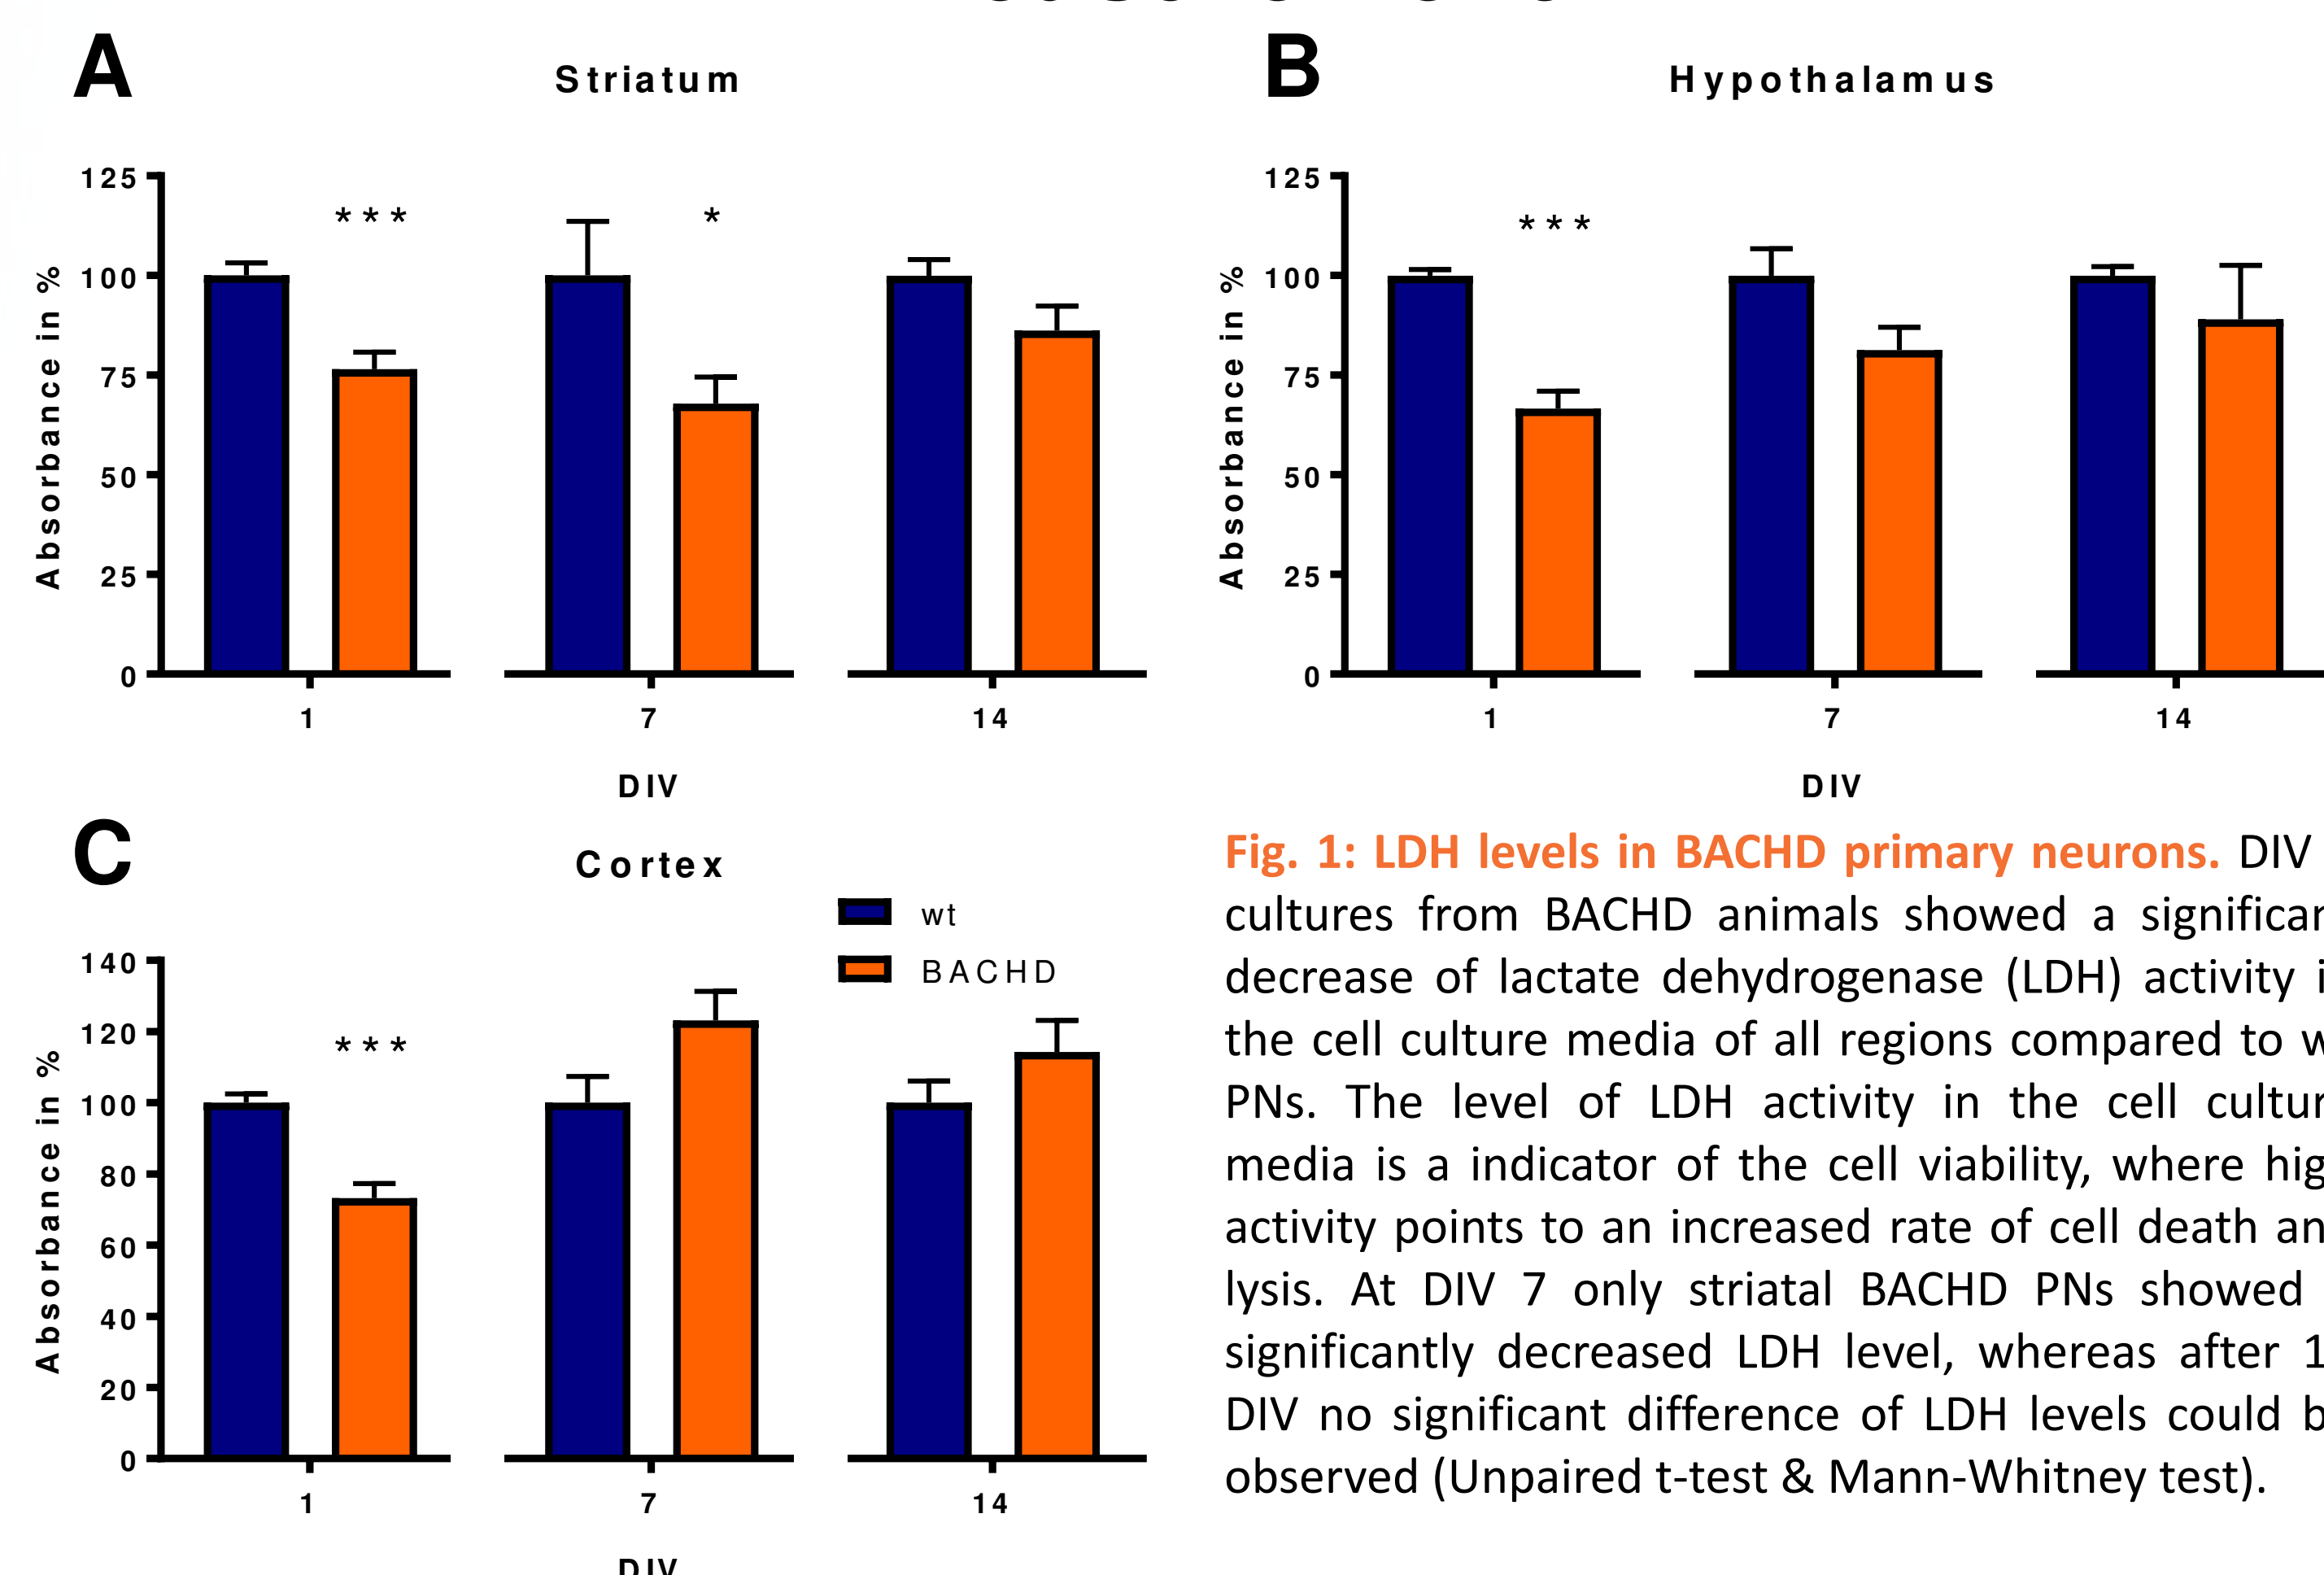 A
Striatum
125
100
75
50
25
0
Absorbance in %
***
*
1
7
14
DIV
B
Hypothalamus
125
100
75
50
25
0
Absorbance in %
***
1
7
14
DIV
C
Cortex
wt
BACHD
140
120
100
80
60
40
20
0
Absorbance in %
***
1
7
14
DIV
Fig. 1: LDH levels in BACHD primary neurons. DIV
cultures from BACHD animals showed a
decrease of lactate dehydrogenase (LDH) activity
the cell culture media of all regions compared to
PNs. The level of LDH activity in the cell
media is a indicator of the cell viability, where
activity points to an increased rate of cell death
lysis. At DIV 7 only striatal BACHD PNs showed
significantly decreased LDH level, whereas after
DIV no significant difference of LDH levels could
observed (Unpaired t-test & Mann-Whitney test).